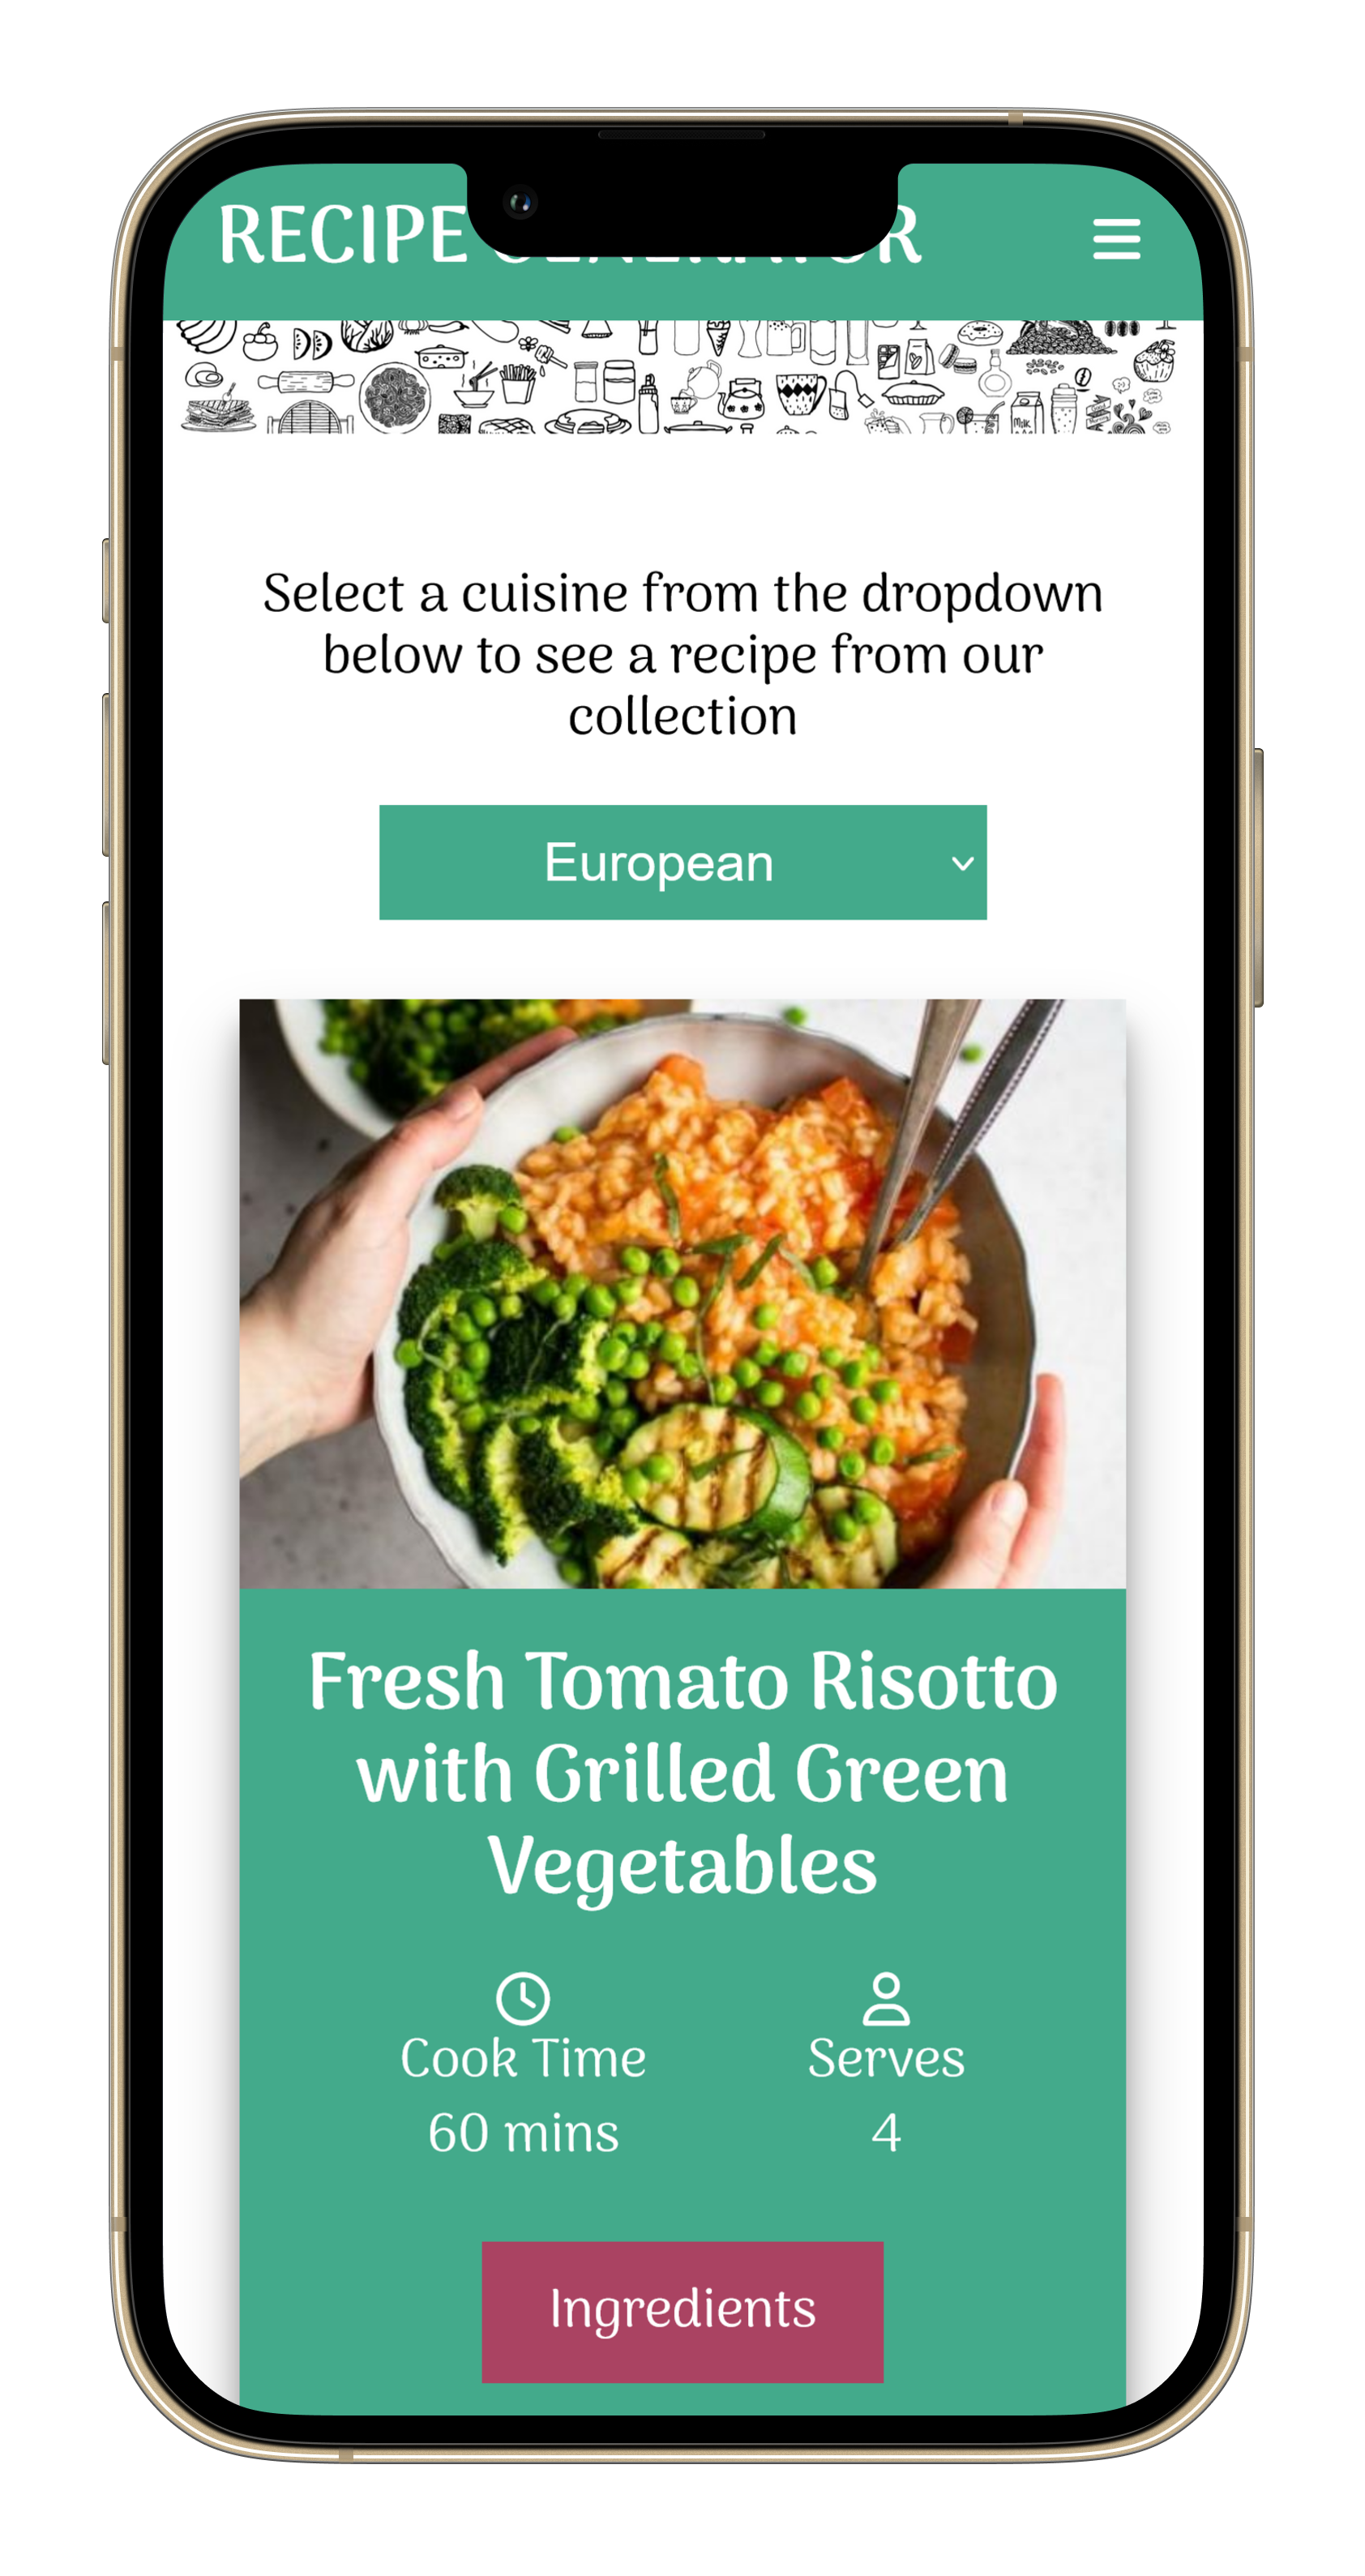 RECIPE
Select a cuisine from the dropdown
below to see a recipe from our
collection
European
Fresh Tomato Risotto
with Grilled Green
Vegetables
Cook Time
Serves
60 mins
4
Ingredients